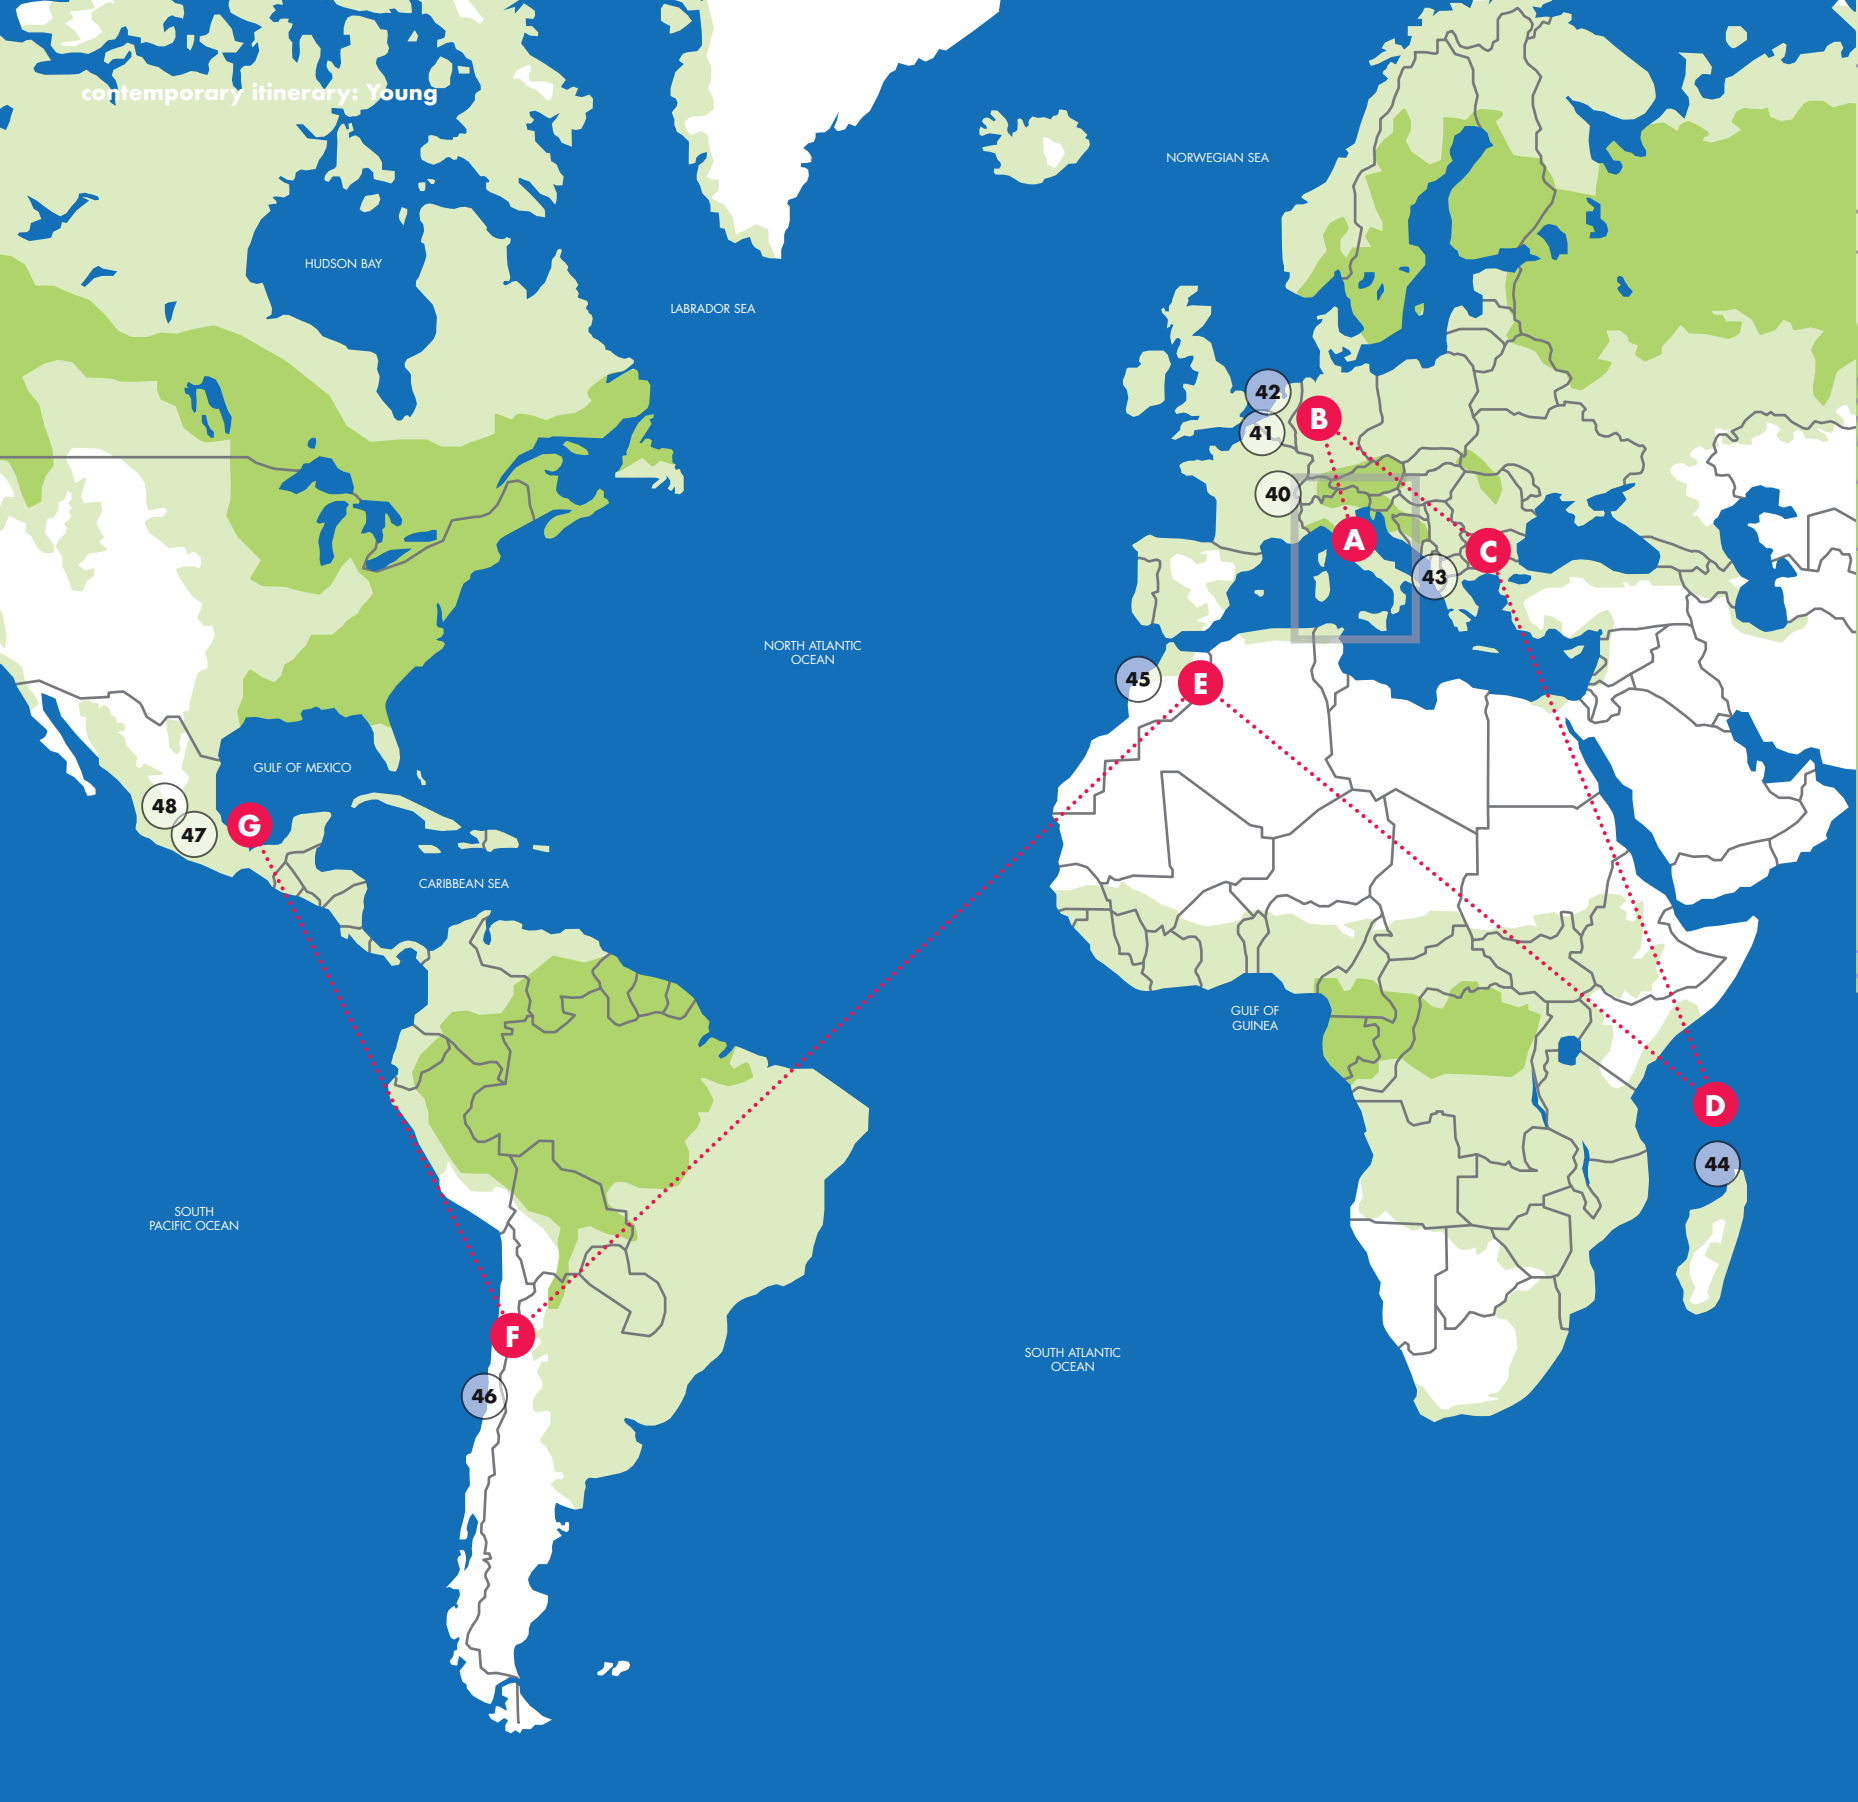 contemporary itinerary: Young
NORWEGIAN SEA
HUDSON BAY
LABRADOR SEA
42
B
41
40
A
C
43
NORTH ATLANTIC
OCEAN
45
E
GULF OF MEXICO
48
G
47
CARIBBEAN SEA
GULF OF
GUINEA
D
44
SOUTH
PACIFIC OCEAN
F
SOUTH ATLANTIC
OCEAN
46